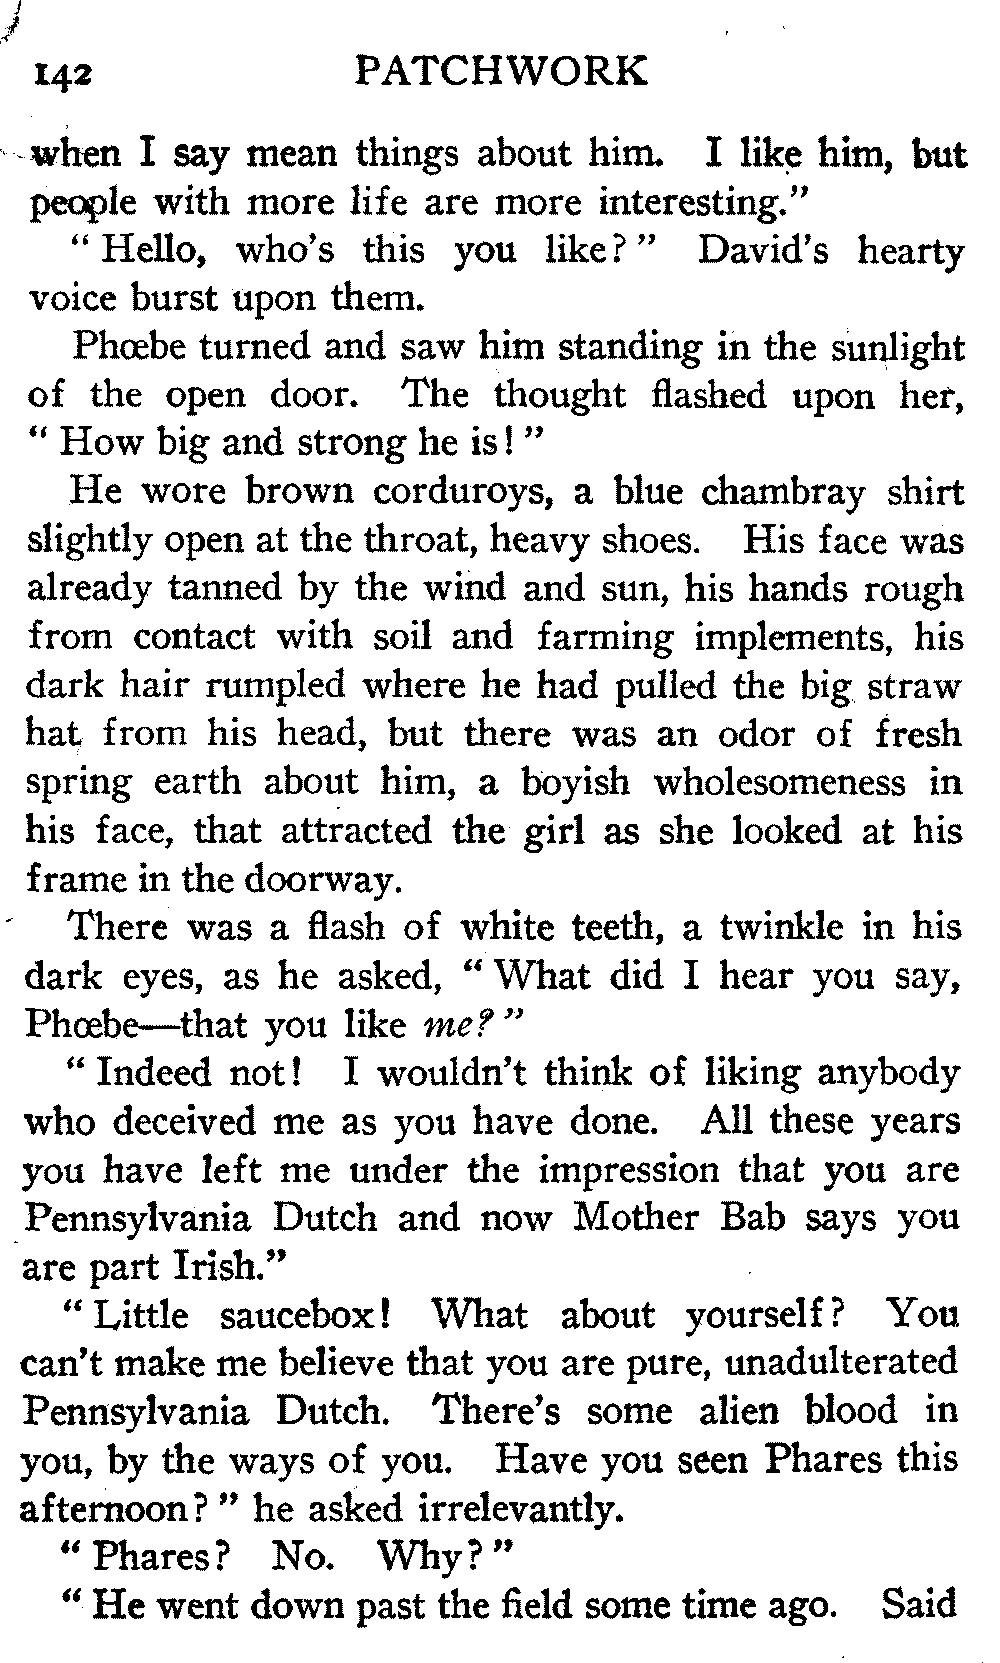 142 PATCHWORK
when I say mean things about him. I like him, but
people with more life are more interesting."
"Hello, who's this you like?" David's hearty
voice burst upon them.
Phœbe turned and saw him standing in the sunlight
of the open door. The thought flashed upon her,
"How big and strong he is!"
He wore brown corduroys, a blue chambray shirt
slightly open at the throat, heavy shoes. His face was
already tanned by the wind and sun, his hands rough
from contact with soil and farming implements, his
dark hair rumpled where he had pulled the big straw
hat from his head, but there was an odor of fresh
spring earth about him, a boyish wholesomeness in
his face, that attracted the girl as she looked at his
frame in the doorway.
There was a flash of white teeth, a twinkle in his
dark eyes, as he asked, "What did I hear you say,
Phœbe—that you like me?"
"Indeed not! I wouldn't think of liking anybody
who deceived me as you have done. All these years
you have left me under the impression that you are
Pennsylvania Dutch and now Mother Bab says you
are part Irish."
"Little saucebox! What about yourself? You
can't make me believe that you are pure, unadulterated
Pennsylvania Dutch. There's some alien blood in
you, by the ways of you. Have you seen Phares this
afternoon?" he asked irrelevantly.
"Phares? No. Why?"
"He went down past the field some time ago. Said